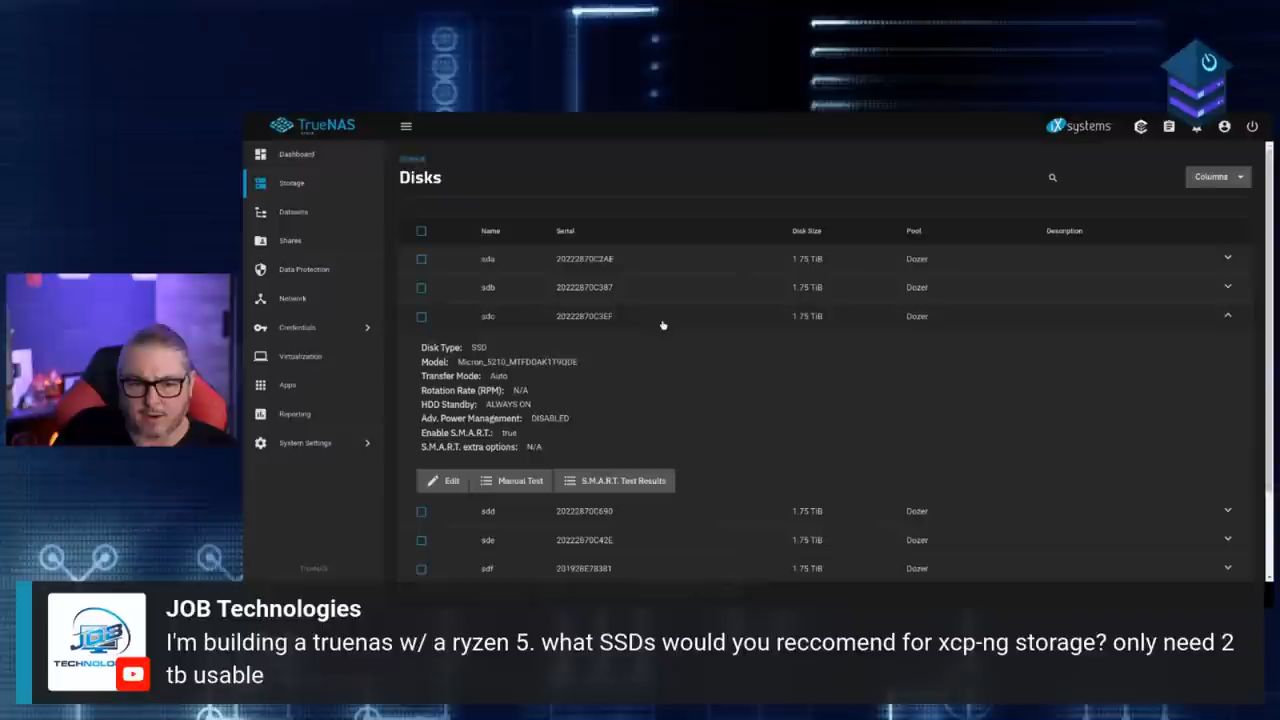 TrueNAS
iXsystems
Dashboard
Storage
Datasets
Shares
Data Protection
Network
Credentials
Virtualization
Apps
Reporting
System Settings
TrueNAS
Disks
Columns
Name Serial Disk Size Pool Description
sda 20222870C2AE 1.75 TiB Dozer
sdb 20222870C387 1.75 TiB Dozer
sdc 20222870C3EF 1.75 TiB Dozer
Disk Type: SSD
Model: Micron_5210_MTFDDAK1T9QDE
Transfer Mode: Auto
Rotation Rate (RPM): N/A
HDD Standby: ALWAYS ON
Adv. Power Management: DISABLED
Enable S.M.A.R.T.: true
S.M.A.R.T. extra options: N/A
Edit Manual Test S.M.A.R.T. Test Results
sdd 20222870C690 1.75 TiB Dozer
sde 20222870C42E 1.75 TiB Dozer
sdf 20192BE78381 1.75 TiB Dozer
JOB
JOB Technologies
I'm building a truenas w/ a ryzen 5. what SSDs would you reccomend for xcp-ng storage? only need 2
tb usable